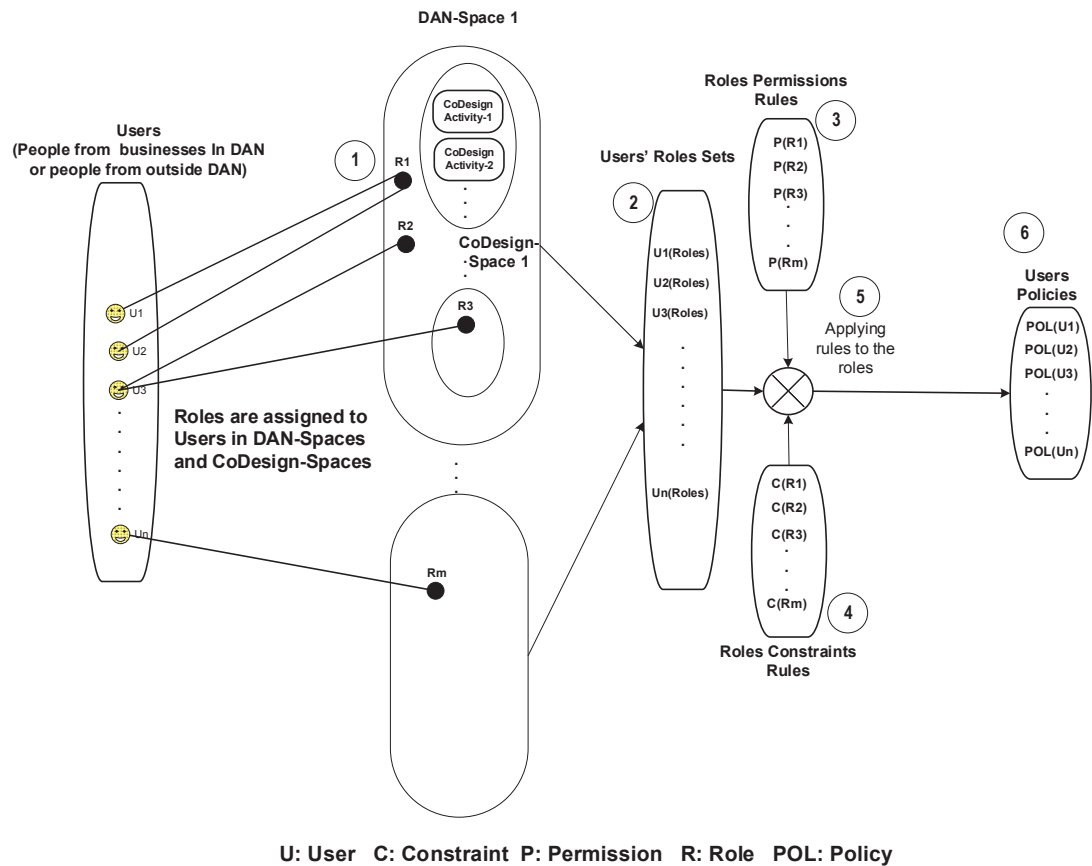 DAN-Space 1
CoDesign
Activity-1
CoDesign
Activity-2
.
.
.
CoDesign-
Space 1
.
.
Users
(People from businesses In DAN
or people from outside DAN)
1
R1
R2
R3
U1
U2
U3
.
.
.
.
.
.
.
Un
Roles are assigned to
Users in DAN-Spaces
and CoDesign-Spaces
.
.
.
Rm
Users' Roles Sets
2
U1(Roles)
U2(Roles)
U3(Roles)
.
.
.
.
.
Un(Roles)
Roles Permissions
Rules
3
P(R1)
P(R2)
P(R3)
.
.
.
P(Rm)
5
Applying
rules to the
roles
C(R1)
C(R2)
C(R3)
.
.
.
C(Rm)
4
Roles Constraints
Rules
6
Users
Policies
POL(U1)
POL(U2)
POL(U3)
.
.
.
POL(Un)
U: User C: Constraint P: Permission R: Role POL: Policy